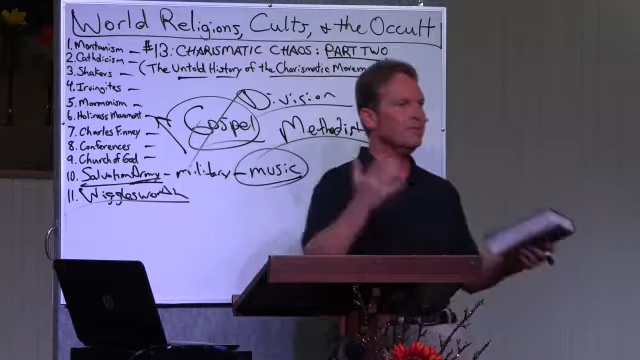 World Religions, Cults, & the Occult
#13: CHARISMATIC CHAOS: PART TWO
(The Untold History of the Charismatic Movem
1. Montanism -
2. Catholicism -
3. Shakers -
4. Irvingites
5. Mormonism -
6. Holiness Movement
7. Charles Finney -
8. Conferences -
9. Church of God -
10. Salvation Army - military - music
11. Wigglesworth
Division
Gospel
Methodist